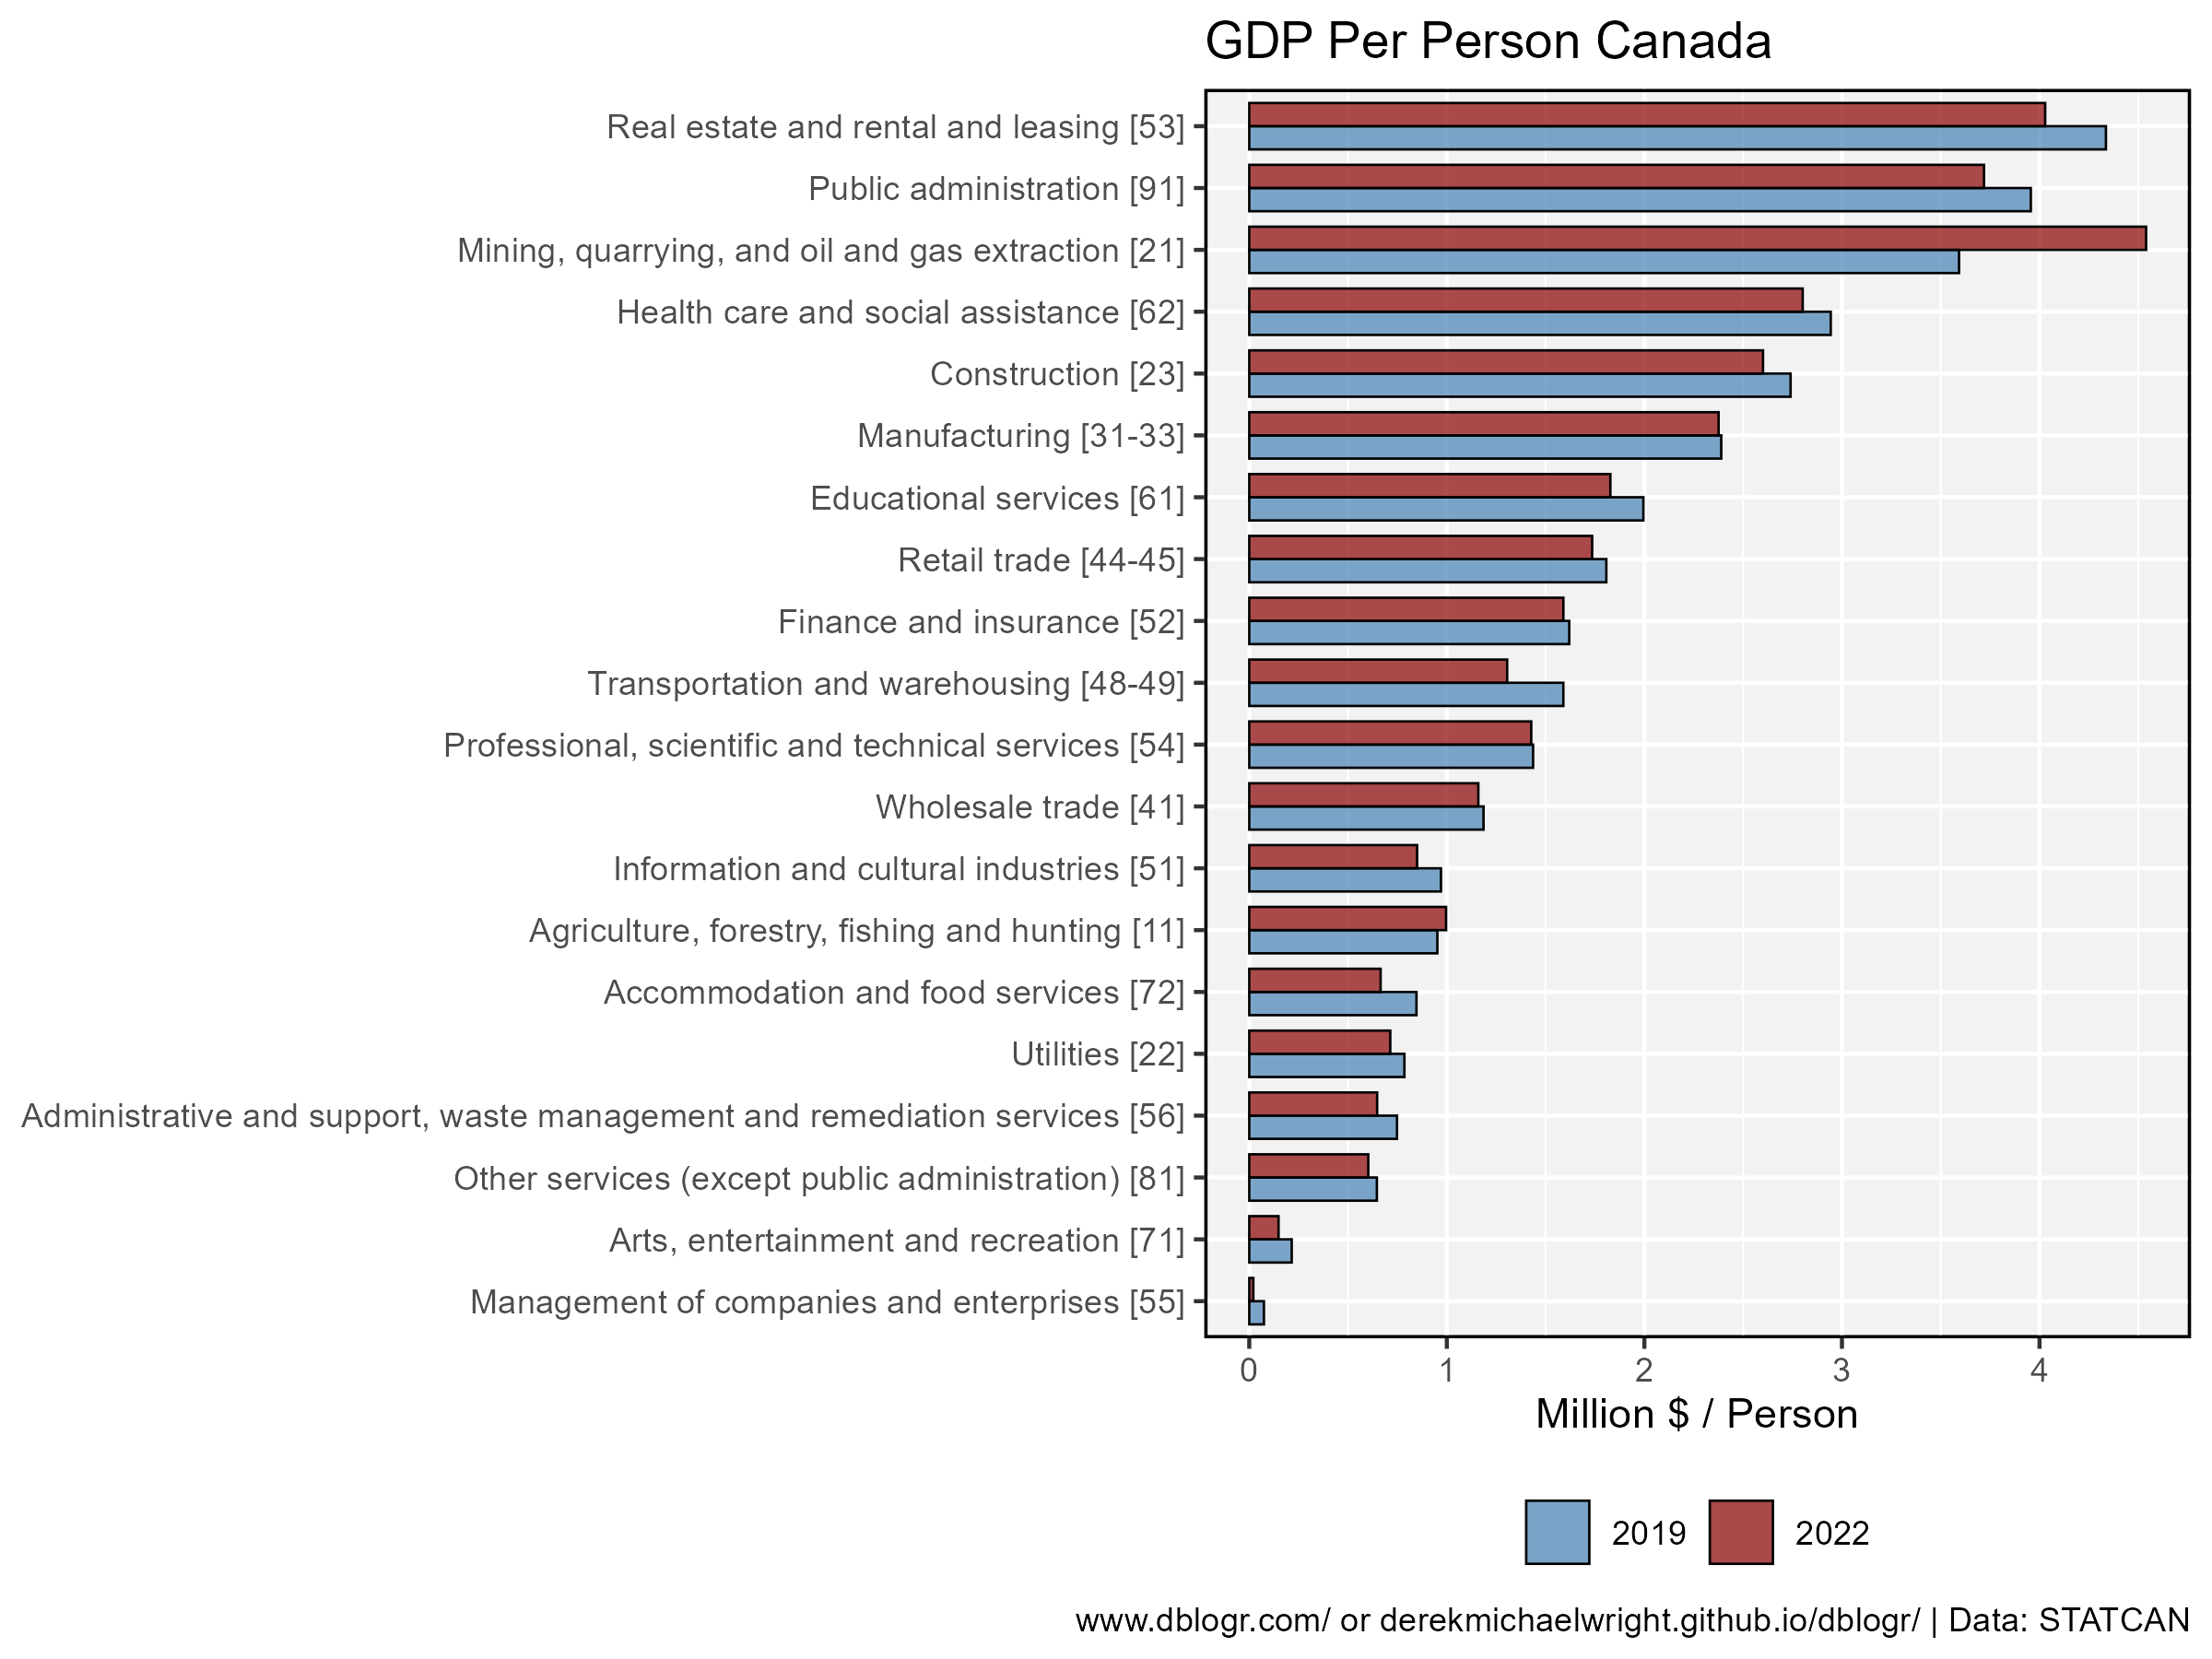 GDP Per Person Canada
Real estate and rental and leasing [53]
Public administration [91]
Mining, quarrying, and oil and gas extraction [21]
Health care and social assistance [62]
Construction [23]
Manufacturing [31-33]
Educational services [61]
Retail trade [44-45]
Finance and insurance [52]
Transportation and warehousing [48-49]
Professional, scientific and technical services [54]
Wholesale trade [41]
Information and cultural industries [51]
Agriculture, forestry, fishing and hunting [11]
Accommodation and food services [72]
Utilities [22]
Administrative and support, waste management and remediation services [56]
Other services (except public administration) [81]
Arts, entertainment and recreation [71]
Management of companies and enterprises [55]
0 1 2 3 4
Million $ / Person
2019 2022
www.dblogr.com/ or derekmichaelwright.github.io/dblogr/ | Data: STATCAN